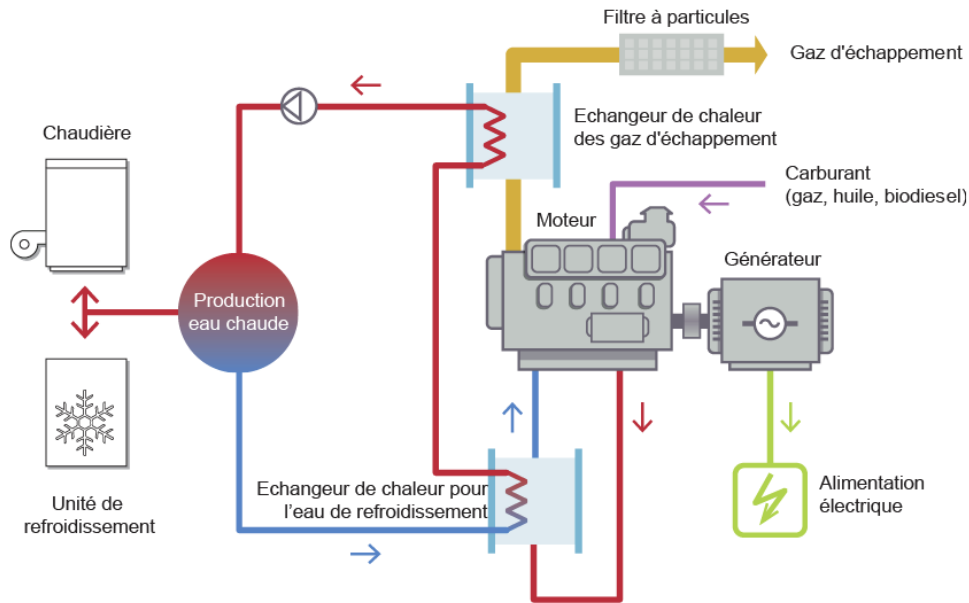 Filtre à particules
Gaz d'échappement
Chaudière
Echangeur de chaleur
des gaz d'échappement
Carburant
(gaz, huile, biodiesel)
Moteur
Générateur
Production
eau chaude
Echangeur de chaleur pour
l'eau de refroidissement
Unité de
refroidissement
Alimentation
électrique